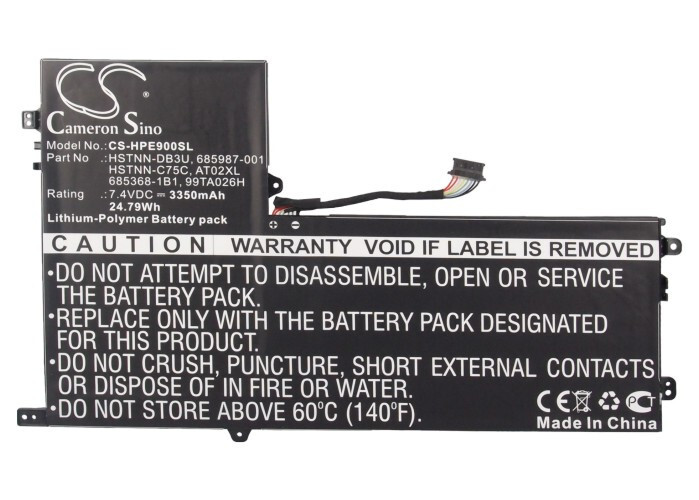 CS
Cameron Sino
Model No.: CS-HPE900SL
Part No.: HSTNN-DB3U, 685987-001
HSTNN-C75C, AT02XL
685368-1B1, 99TA026H
Rating: 7.4VDC ⎓ 3350mAh
24.79Wh
Lithium-Polymer Battery pack
CAUTION WARRANTY VOID IF LABEL IS REMOVED
•DO NOT ATTEMPT TO DISASSEMBLE, OPEN OR SERVICE
THE BATTERY PACK.
•REPLACE ONLY WITH THE BATTERY PACK DESIGNATED
FOR THIS EQUIPMENT.
•DO NOT CRUSH, PUNCTURE, SHORT EXTERNAL CONTACTS
OR DISPOSE OF IN FIRE OR WATER.
•DO NOT STORE ABOVE 60°C (140°F).
CE PCT
Made In China